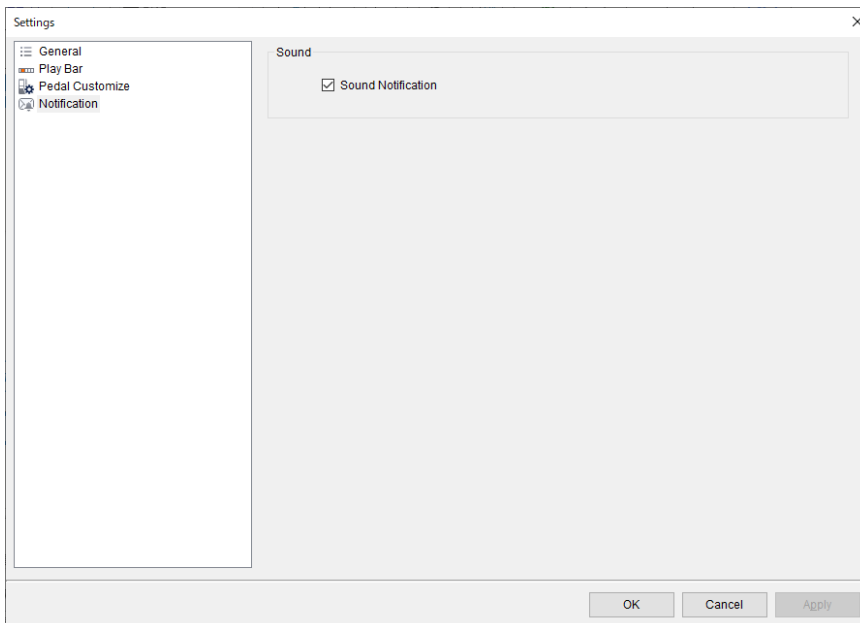 Settings
General
Play Bar
Pedal Customize
Notification
Sound
Sound Notification
OK
Cancel
Apply